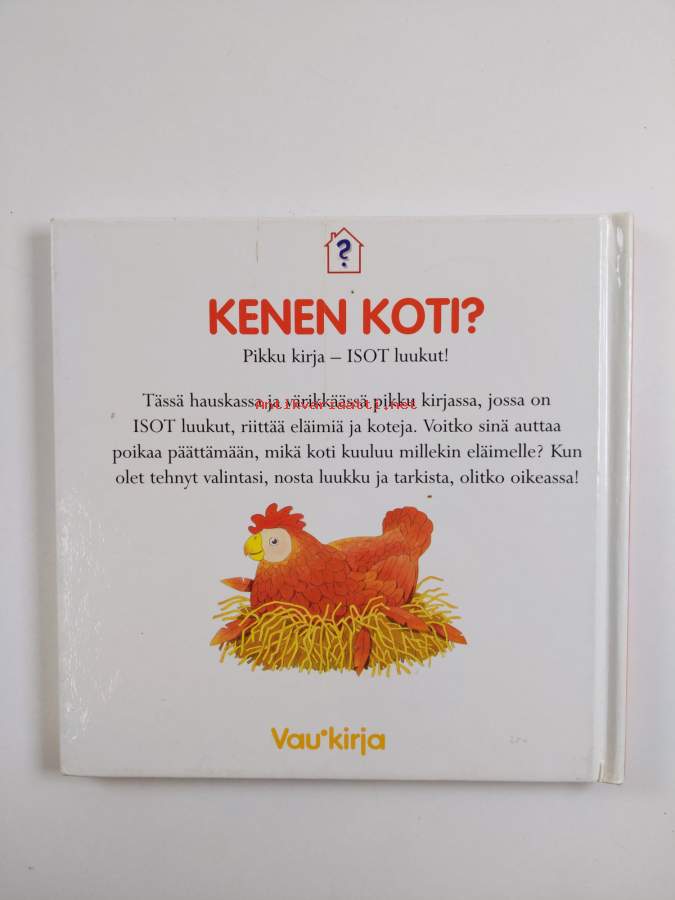 ?
KENEN KOTI?
Pikku kirja – ISOT luukut!
Tässä hauskassa ja värikkäässä pikku kirjassa, jossa on
Antikvariaatti.net
ISOT luukut, riittää eläimiä ja koteja. Voitko sinä auttaa
poikaa päättämään, mikä koti kuuluu millekin eläimelle? Kun
olet tehnyt valintasi, nosta luukku ja tarkista, olitko oikeassa!
Vau•kirja